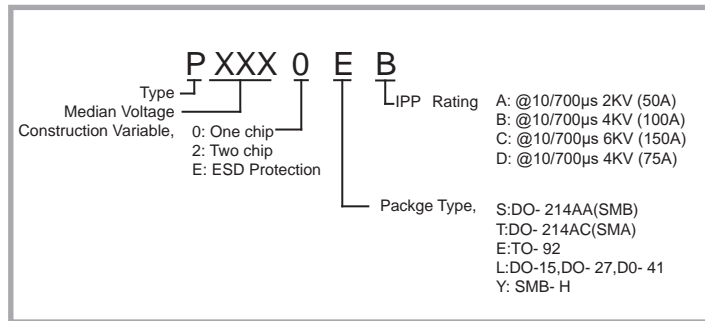 P XXX 0 E B
Type
Median Voltage
Construction Variable, 0: One chip
2: Two chip
E: ESD Protection
IPP Rating A: @10/700µs 2KV (50A)
B: @10/700µs 4KV (100A)
C: @10/700µs 6KV (150A)
D: @10/700µs 4KV (75A)
Packge Type, S:DO- 214AA(SMB)
T:DO- 214AC(SMA)
E:TO- 92
L:DO-15,DO- 27,D0- 41
Y: SMB- H